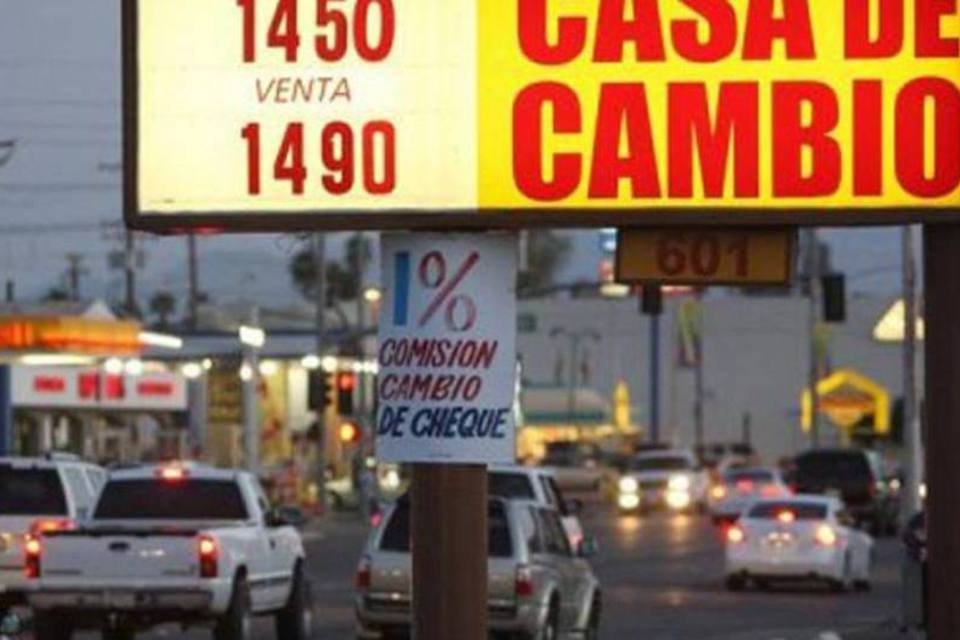 1450
VENTA
1490
CASA DE
CAMBIO
601
1%
COMISION
CAMBIO
DE CHEQUE